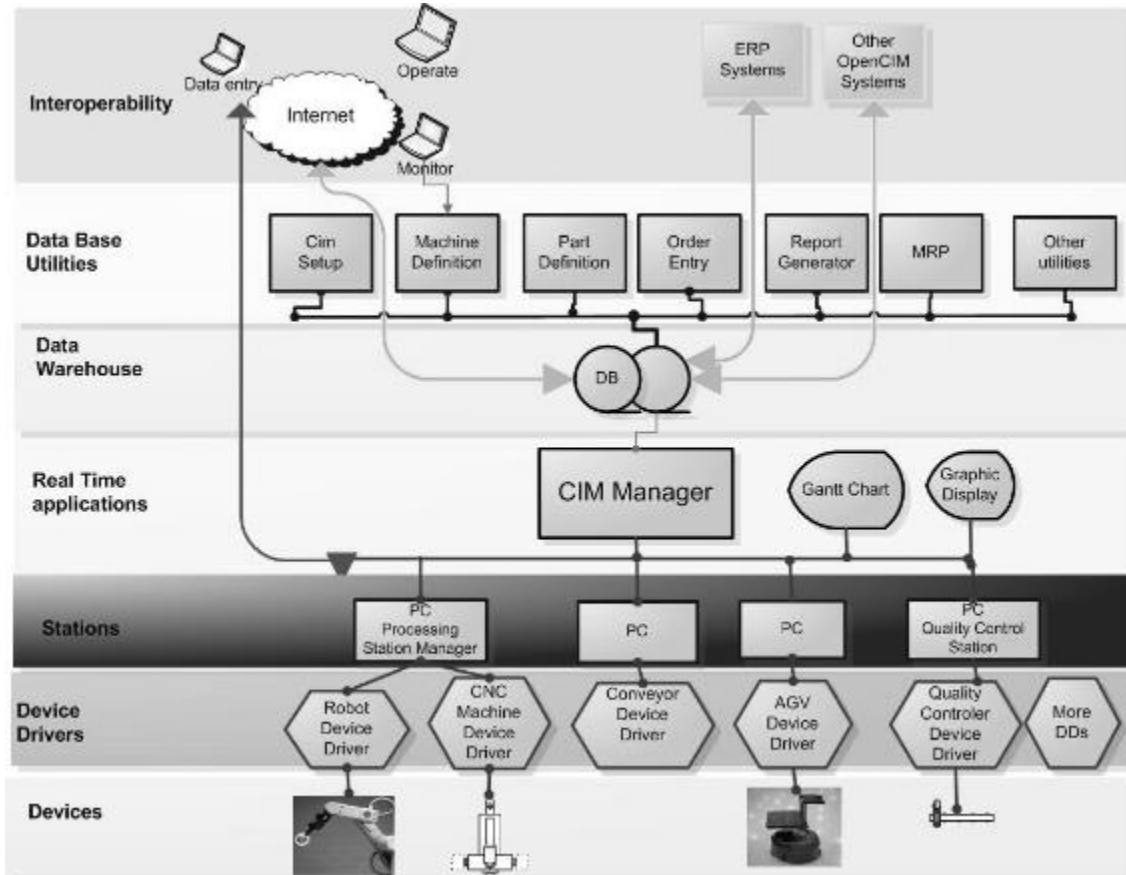 Interoperability
Data entry
Operate
Internet
Monitor
ERP
Systems
Other
OpenCIM
Systems
Data Base
Utilities
Cim
Setup
Machine
Definition
Part
Definition
Order
Entry
Report
Generator
MRP
Other
utilities
Data
Warehouse
DB
Real Time
applications
CIM Manager
Gantt Chart
Graphic
Display
Stations
PC
Processing
Station Manager
PC
PC
PC
Quality Control
Station
Device
Drivers
Robot
Device
Driver
CNC
Machine
Device
Driver
Conveyor
Device
Driver
AGV
Device
Driver
Quality
Controler
Device
Driver
More
DDs
Devices